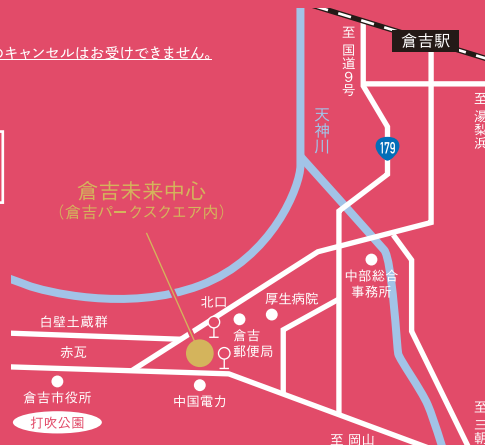 のキャンセルはお受けできません。
倉吉駅
至 国道9号
至 湯梨浜
天神川
179
倉吉未来中心
(倉吉パークスクエア内)
中部総合
事務所
北口
厚生病院
白壁土蔵群
倉吉
郵便局
赤瓦
倉吉市役所
中国電力
打吹公園
至 岡山
至 三朝